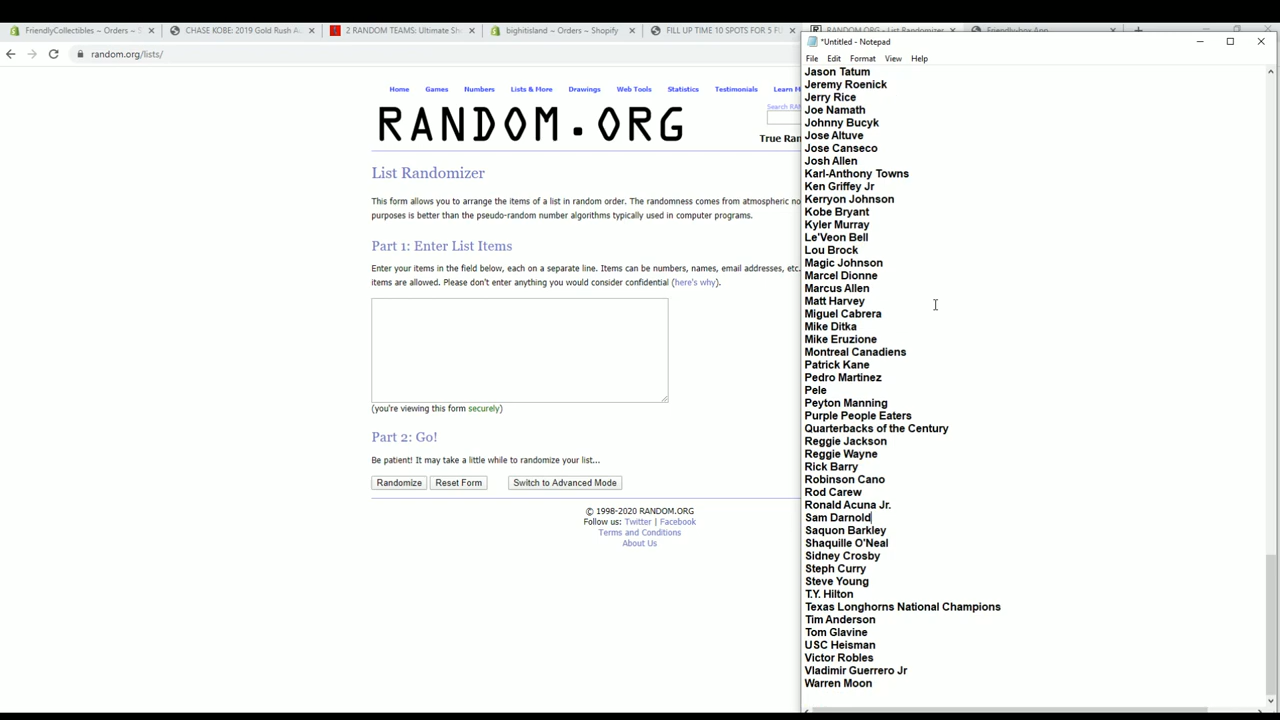 FriendlyCollectibles ~ Orders ~ S
CHASE KOBE: 2019 Gold Rush A
2 RANDOM TEAMS: Ultimate S
bighitisland ~ Orders ~ Shopify
FILL UP TIME 10 SPOTS FOR 5 F
RANDOM.ORG - List Randomizer
Friendlybox App
random.org/lists/
Home Games Numbers Lists & More Drawings Web Tools Statistics Testimonials Learn M
Search RAN
RANDOM.ORG
True Ran
List Randomizer
This form allows you to arrange the items of a list in random order. The randomness comes from atmospheric no
purposes is better than the pseudo-random number algorithms typically used in computer programs.
Part 1: Enter List Items
Enter your items in the field below, each on a separate line. Items can be numbers, names, email addresses, etc.
items are allowed. Please don't enter anything you would consider confidential (here's why).
(you're viewing this form securely)
Part 2: Go!
Be patient! It may take a little while to randomize your list...
Randomize Reset Form Switch to Advanced Mode
© 1998-2020 RANDOM.ORG
Follow us: Twitter | Facebook
Terms and Conditions
About Us
*Untitled - Notepad
File Edit Format View Help
Jason Tatum
Jeremy Roenick
Jerry Rice
Joe Namath
Johnny Bucyk
Jose Altuve
Jose Canseco
Josh Allen
Karl-Anthony Towns
Ken Griffey Jr
Kerryon Johnson
Kobe Bryant
Kyler Murray
Le'Veon Bell
Lou Brock
Magic Johnson
Marcel Dionne
Marcus Allen
Matt Harvey
Miguel Cabrera
Mike Ditka
Mike Eruzione
Montreal Canadiens
Patrick Kane
Pedro Martinez
Pele
Peyton Manning
Purple People Eaters
Quarterbacks of the Century
Reggie Jackson
Reggie Wayne
Rick Barry
Robinson Cano
Rod Carew
Ronald Acuna Jr.
Sam Darnold
Saquon Barkley
Shaquille O'Neal
Sidney Crosby
Steph Curry
Steve Young
T.Y. Hilton
Texas Longhorns National Champions
Tim Anderson
Tom Glavine
USC Heisman
Victor Robles
Vladimir Guerrero Jr
Warren Moon